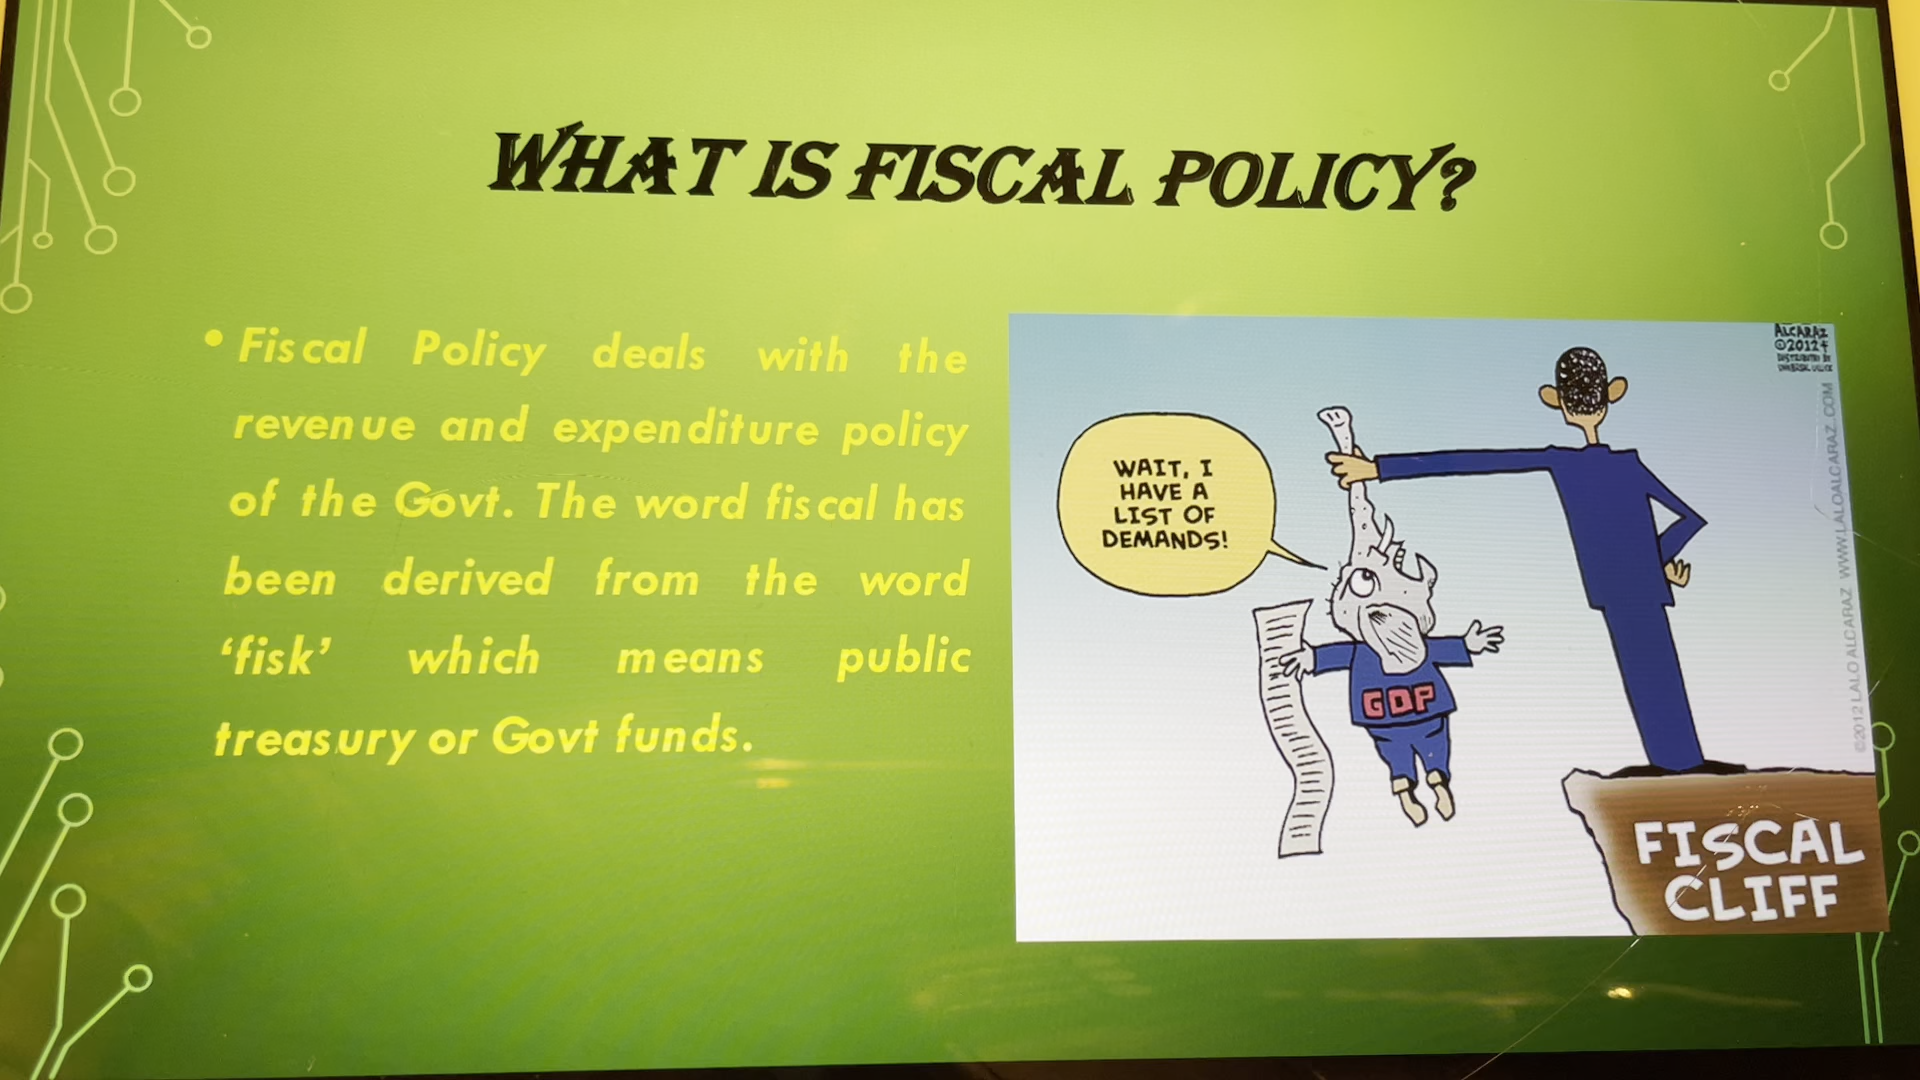 WHAT IS FISCAL POLICY?
• Fiscal Policy deals with the
revenue and expenditure policy
of the Govt. The word fiscal has
been derived from the word
‘fisk’ which means public
treasury or Govt funds.
WAIT, I
HAVE A
LIST OF
DEMANDS!
GOP
ALCARAZ
©2012
DISTRIBUTED BY
©2012 LALO ALCARAZ WWW.LALOALCARAZ.COM
FISCAL
CLIFF